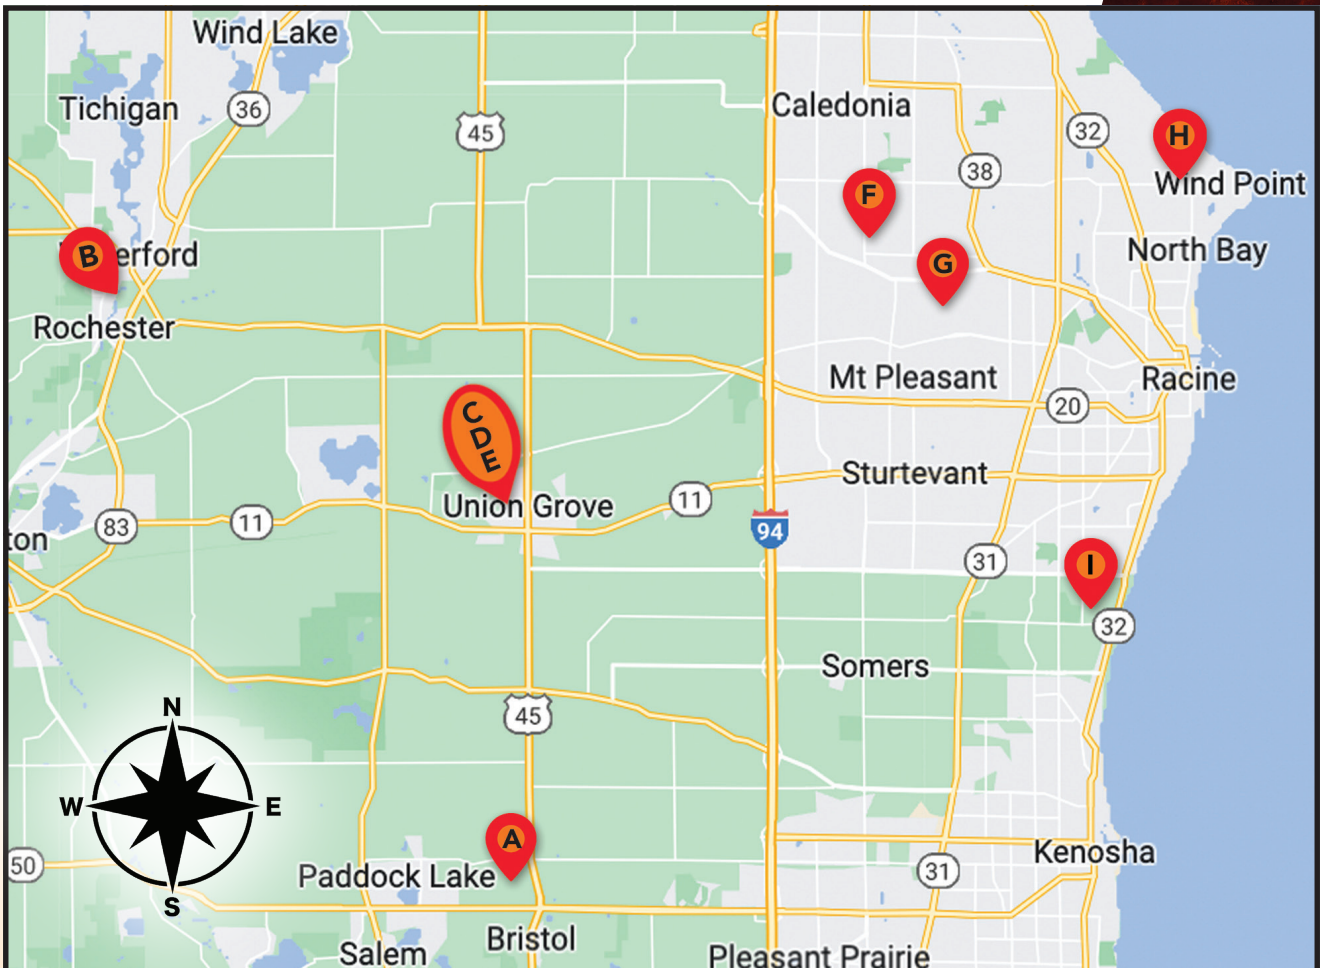 Wind Lake
Tichigan
36
45
Caledonia
32
H
38
Wind Point
F
B
erford
G
North Bay
Rochester
Mt Pleasant
Racine
20
C
D
E
Sturtevant
Union Grove
11
83
11
94
ton
31
I
32
Somers
N
45
W
E
A
Kenosha
50
Paddock Lake
31
S
Bristol
Salem
Pleasant Prairie